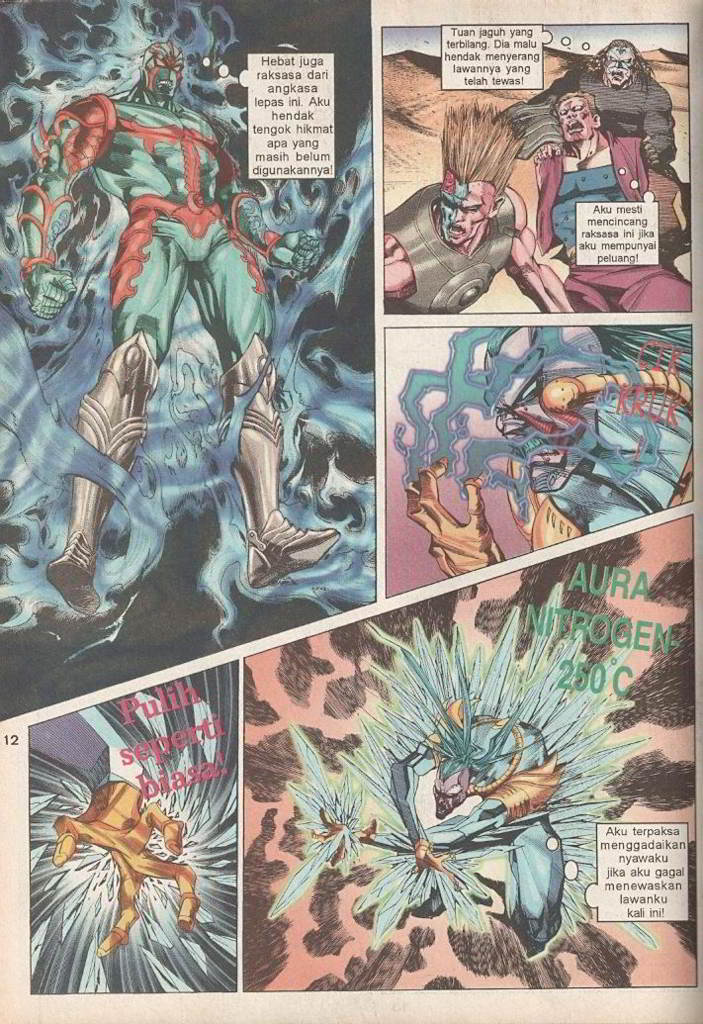 Hebat juga
raksasa dari
angkasa
lepas ini. Aku
hendak
tengok hikmat
apa yang
masih belum
digunakannya!
Tuan jaguh yang
terbilang. Dia malu
hendak menyerang
lawannya yang
telah tewas!
Aku mesti
mencincang
raksasa ini jika
aku mempunyai
peluang!
CIK
KRUK
!
AURA
NITROGEN-
250°C
Pulih
seperti
biasa!
Aku terpaksa
menggadaikan
nyawaku
jika aku gagal
menewaskan
lawanku
kali ini!
12